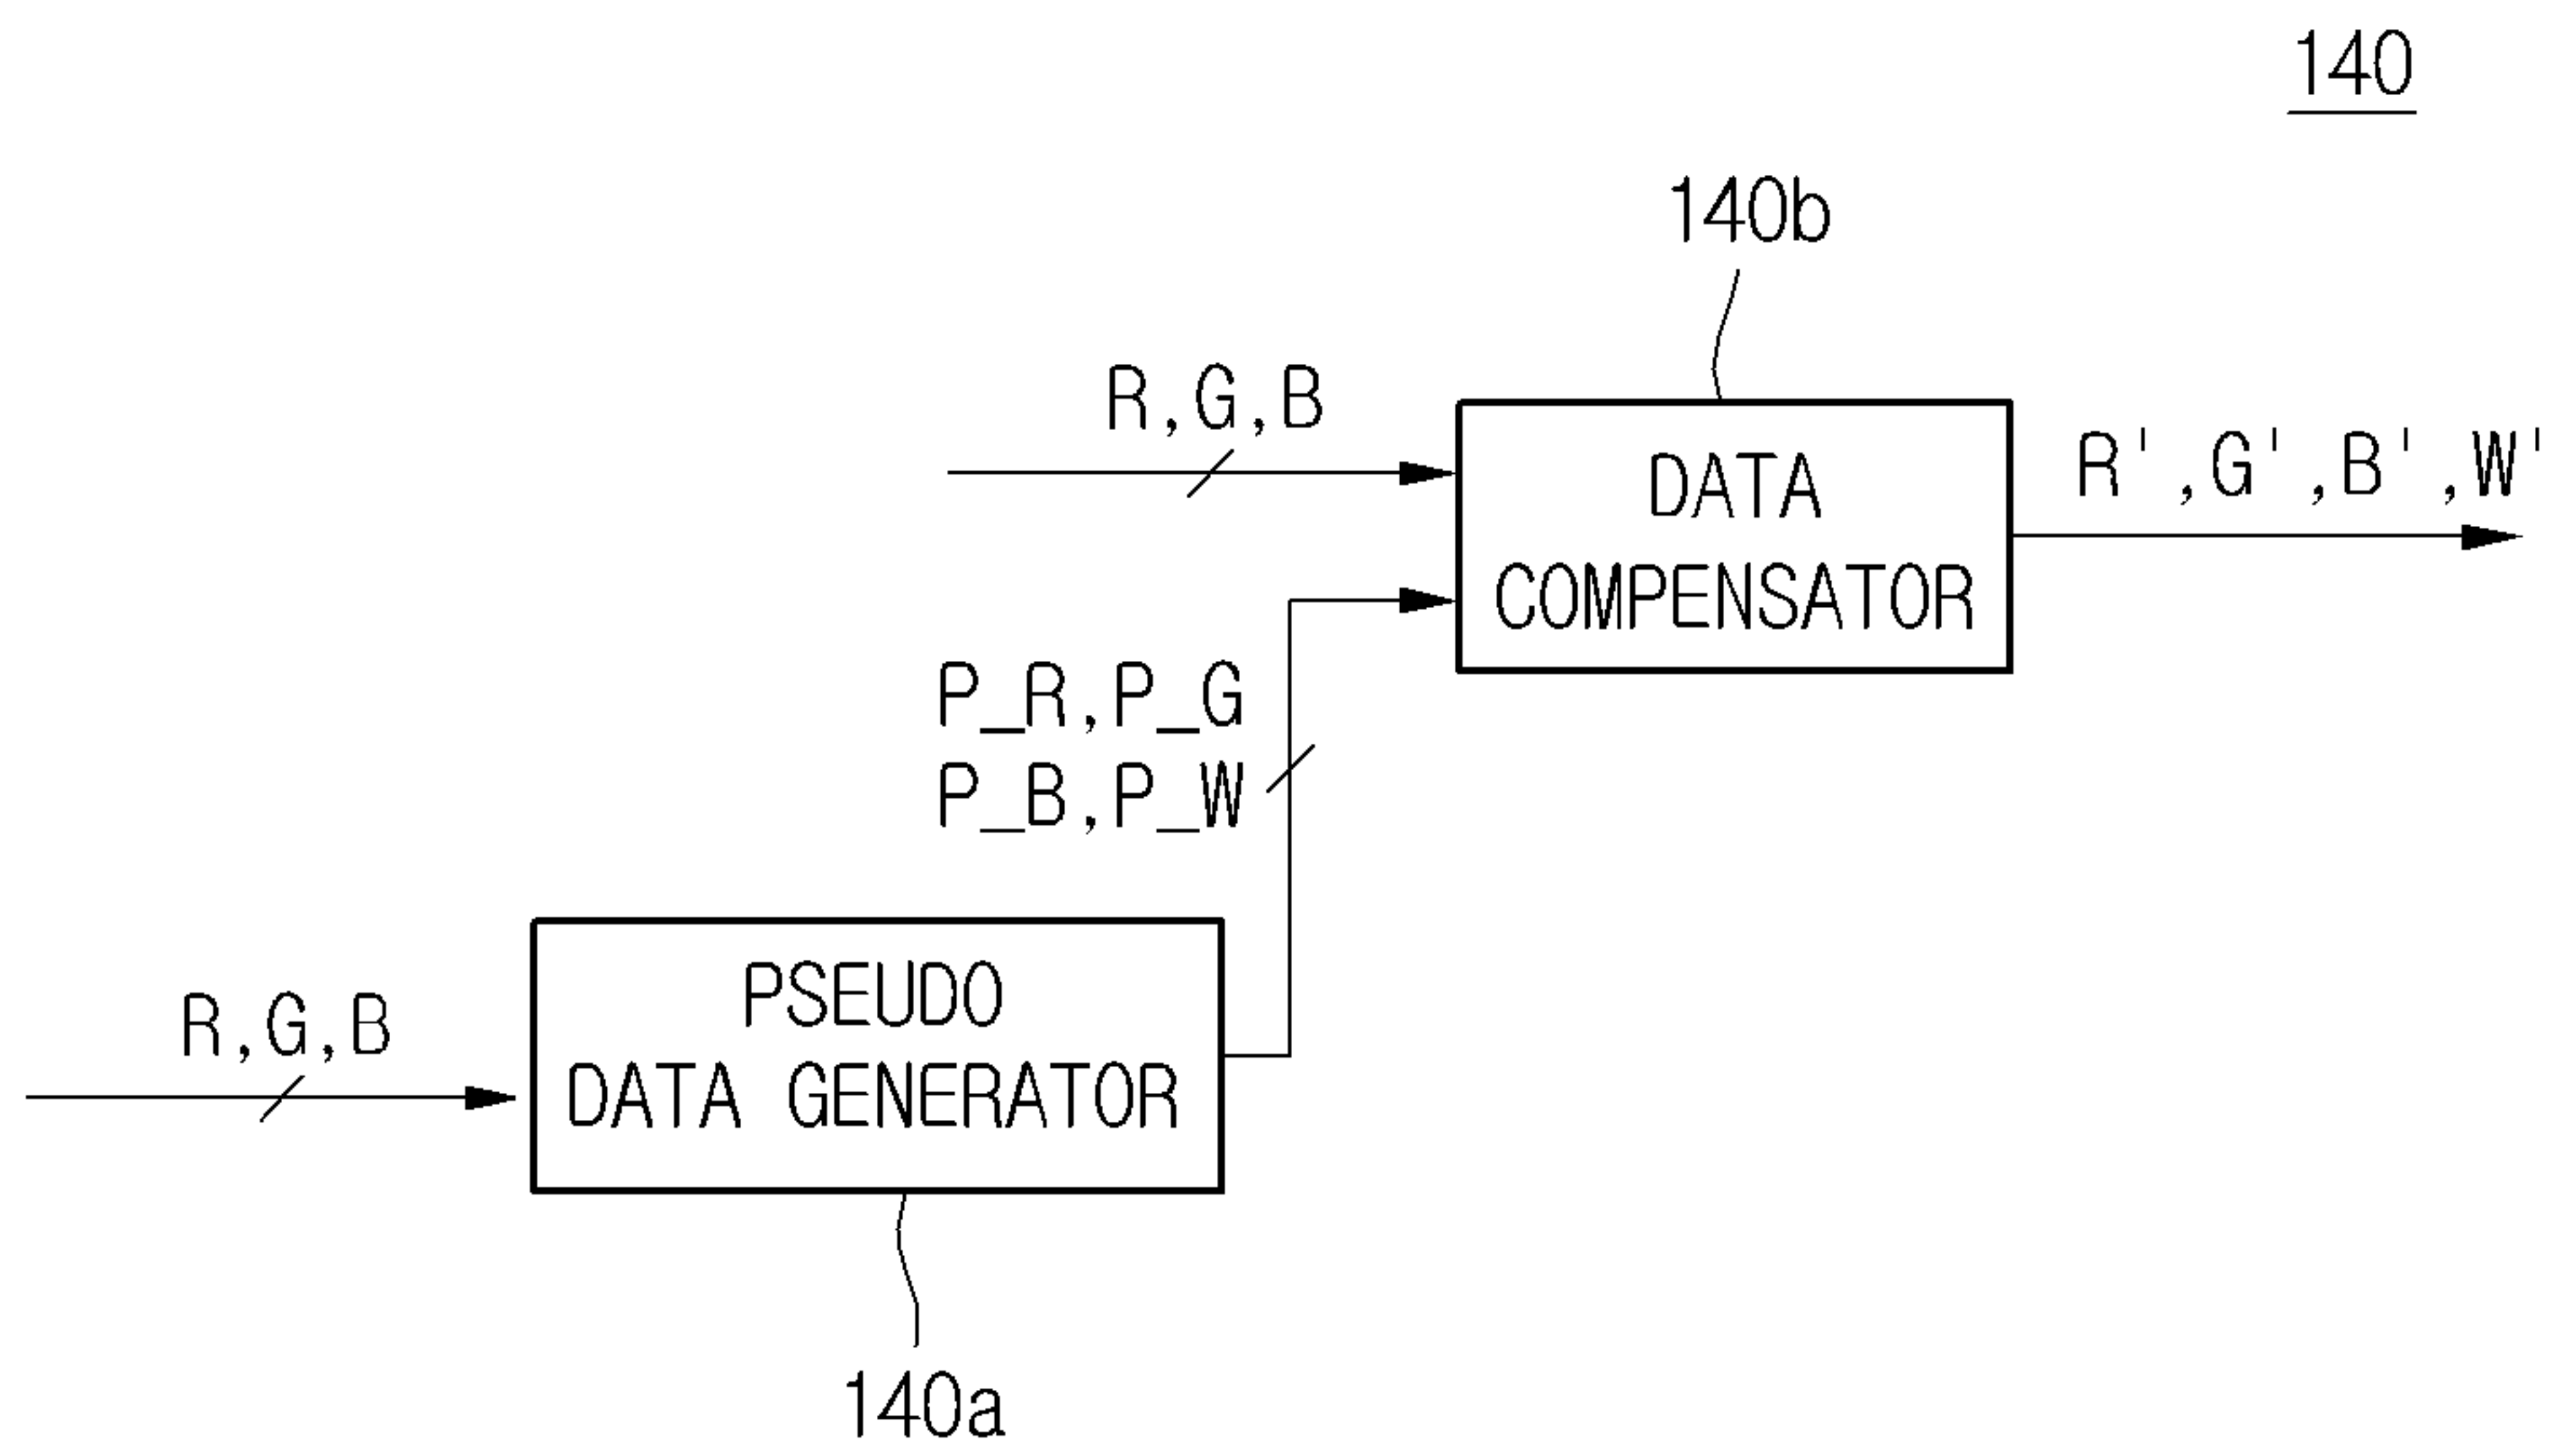 140
140b
R,G,B
DATA
COMPENSATOR
R',G',B',W'
P_R,P_G
P_B,P_W
PSEUDO
DATA GENERATOR
R,G,B
140a